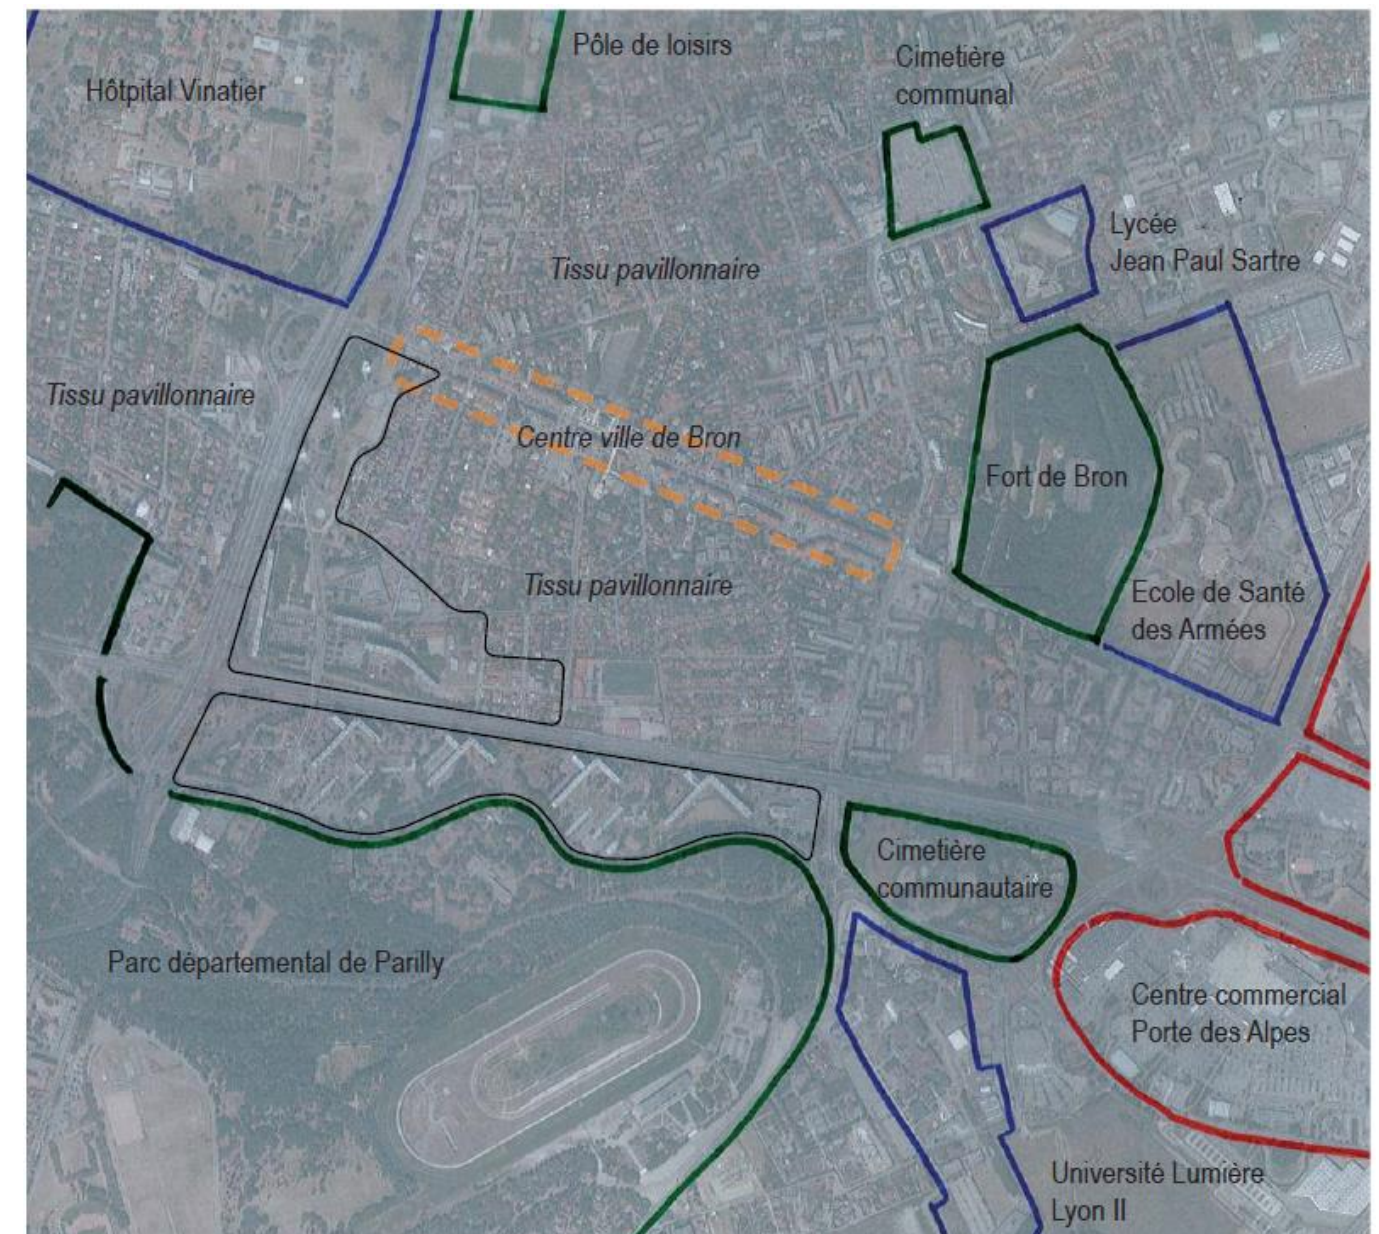 Pôle de loisirs
Cimetière
communal
Hôtpital Vinatier
Lycée
Jean Paul Sartre
Tissu pavillonnaire
Tissu pavillonnaire
Centre ville de Bron
Fort de Bron
Tissu pavillonnaire
Ecole de Santé
des Armées
Cimetière
communautaire
Parc départemental de Parilly
Centre commercial
Porte des Alpes
Université Lumière
Lyon II